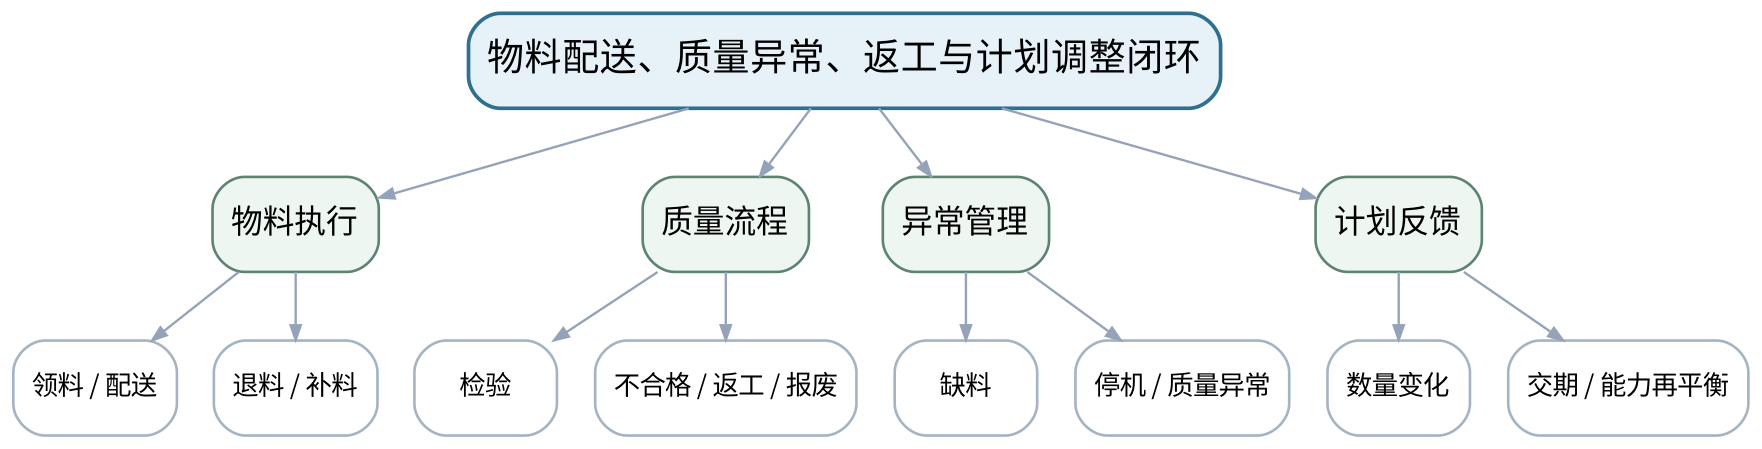 物料配送、质量异常、返工与计划调整闭环
物料执行
质量流程
异常管理
计划反馈
领料 / 配送
退料 / 补料
检验
不合格 / 返工 / 报废
缺料
停机 / 质量异常
数量变化
交期 / 能力再平衡